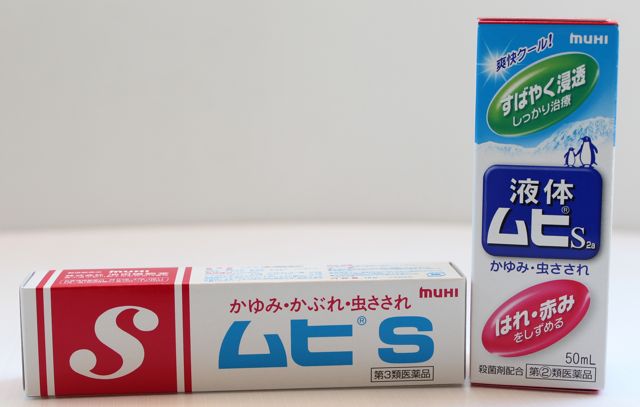 S
muhi
かゆみ・かぶれ・虫さされ
muhi
ムヒ®S
第3類医薬品
muhi
爽快クール!
すばやく浸透
しっかり治療
液体
ムヒ®S2a
かゆみ・虫さされ
はれ・赤み
をしずめる
50mL
殺菌剤配合 指定第②類医薬品